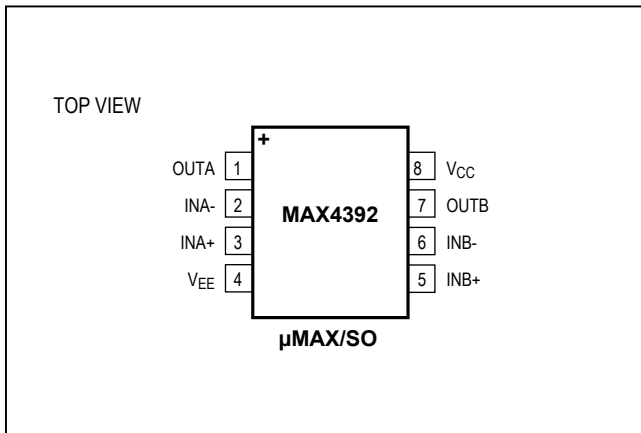 TOP VIEW
+
OUTA 1
INA- 2
INA+ 3
VEE 4
MAX4392
8 VCC
7 OUTB
6 INB-
5 INB+
µMAX/SO